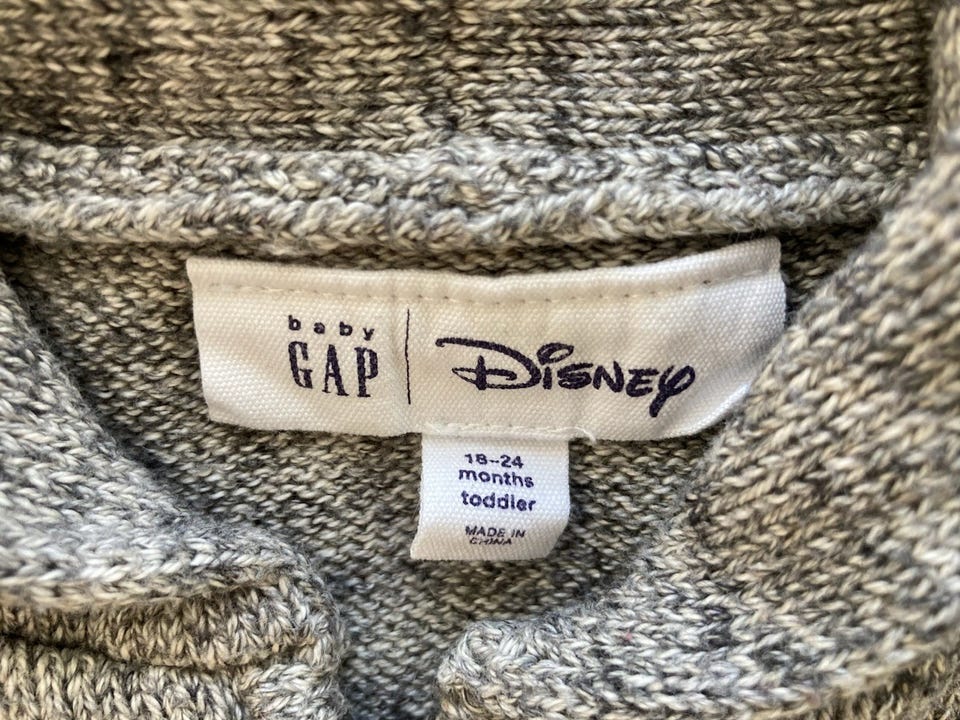 baby
GAP
Disney
18-24
months
toddler
MADE IN
CHINA